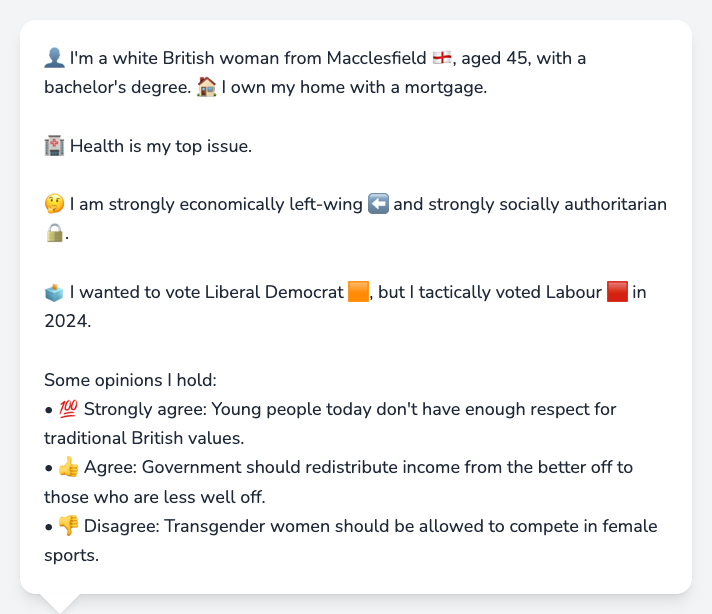 👤 I'm a white British woman from Macclesfield 🏴󠁧󠁢󠁥󠁮󠁧󠁿, aged 45, with a
bachelor's degree. 🏠 I own my home with a mortgage.
🏥 Health is my top issue.
🤔 I am strongly economically left-wing ⬅️ and strongly socially authoritarian
🔒.
🗳️ I wanted to vote Liberal Democrat 🟧, but I tactically voted Labour 🟥 in
2024.
Some opinions I hold:
• 💯 Strongly agree: Young people today don't have enough respect for
traditional British values.
• 👍 Agree: Government should redistribute income from the better off to
those who are less well off.
• 👎 Disagree: Transgender women should be allowed to compete in female
sports.